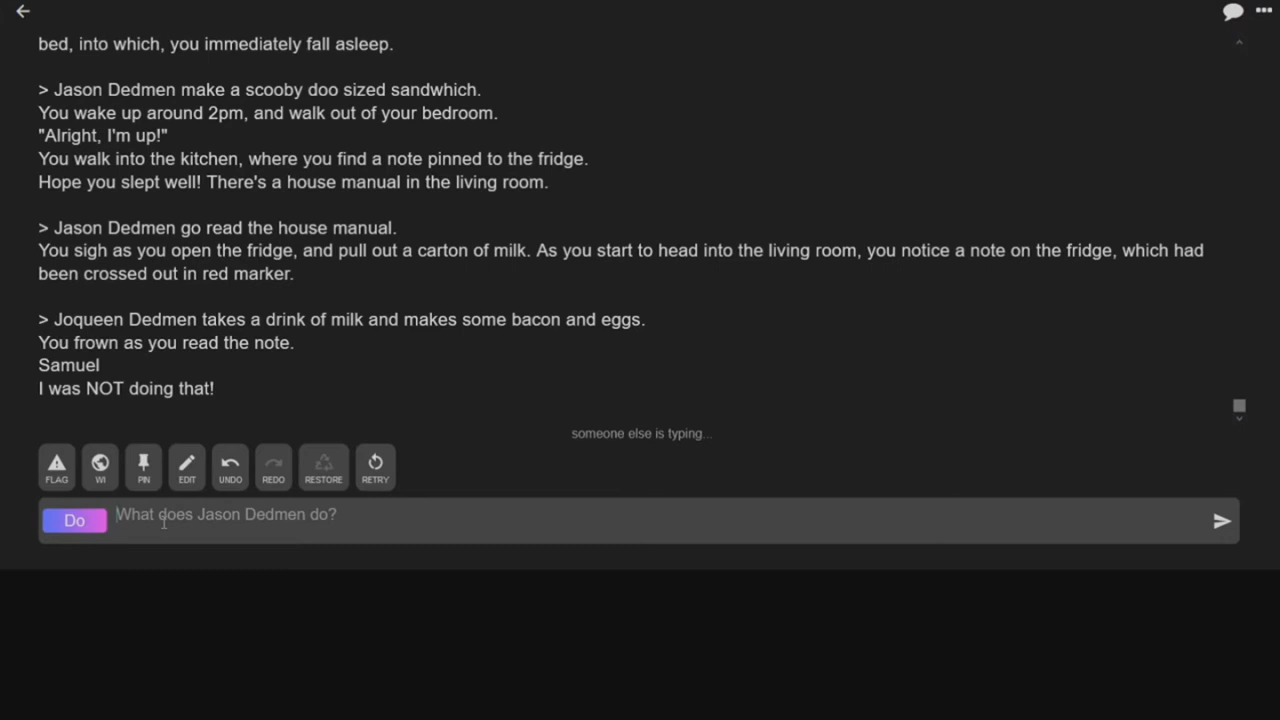 bed, into which, you immediately fall asleep.
> Jason Dedmen make a scooby doo sized sandwhich.
You wake up around 2pm, and walk out of your bedroom.
"Alright, I'm up!"
You walk into the kitchen, where you find a note pinned to the fridge.
Hope you slept well! There's a house manual in the living room.
> Jason Dedmen go read the house manual.
You sigh as you open the fridge, and pull out a carton of milk. As you start to head into the living room, you notice a note on the fridge, which had
been crossed out in red marker.
> Joqueen Dedmen takes a drink of milk and makes some bacon and eggs.
You frown as you read the note.
Samuel
I was NOT doing that!
someone else is typing...
FLAG WI PIN EDIT UNDO REDO RESTORE RETRY
Do What does Jason Dedmen do?